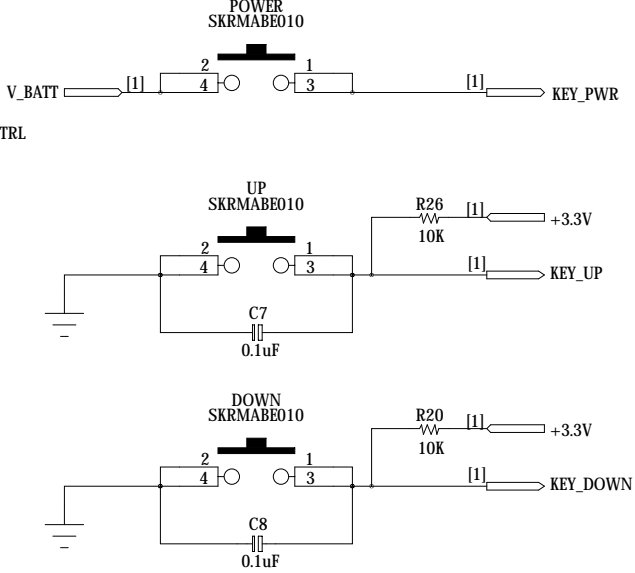 POWER
SKRMABE010
2 1
V_BATT [1] 4 3 [1] KEY_PWR
TRL
UP
SKRMABE010
R26 [1] +3.3V
10K
2 1
4 3 [1] KEY_UP
C7
0.1uF
DOWN
SKRMABE010
R20 [1] +3.3V
10K
2 1
4 3 [1] KEY_DOWN
C8
0.1uF